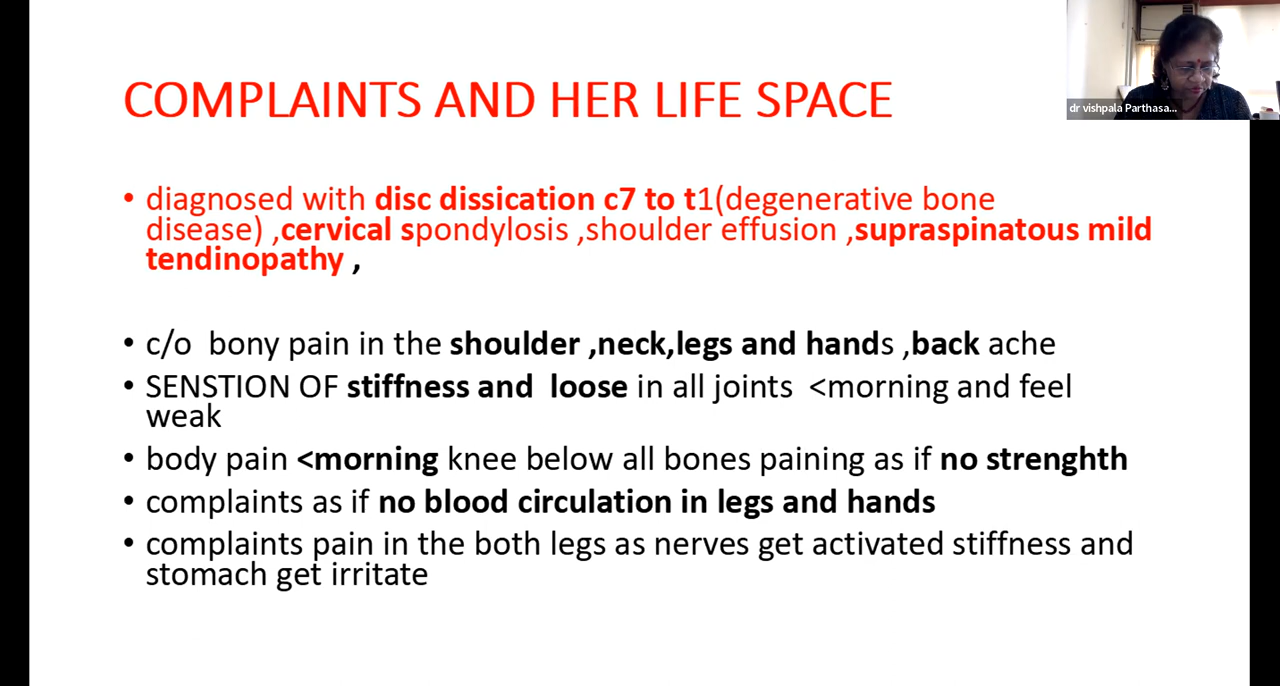 COMPLAINTS AND HER LIFE SPACE
dr vishpala Parthasa...
• diagnosed with disc dissication c7 to t1(degenerative bone
disease) ,cervical spondylosis ,shoulder effusion ,supraspinatous mild
tendinopathy ,
• c/o bony pain in the shoulder ,neck,legs and hands ,back ache
• SENSTION OF stiffness and loose in all joints <morning and feel
weak
• body pain <morning knee below all bones paining as if no strenghth
• complaints as if no blood circulation in legs and hands
• complaints pain in the both legs as nerves get activated stiffness and
stomach get irritate